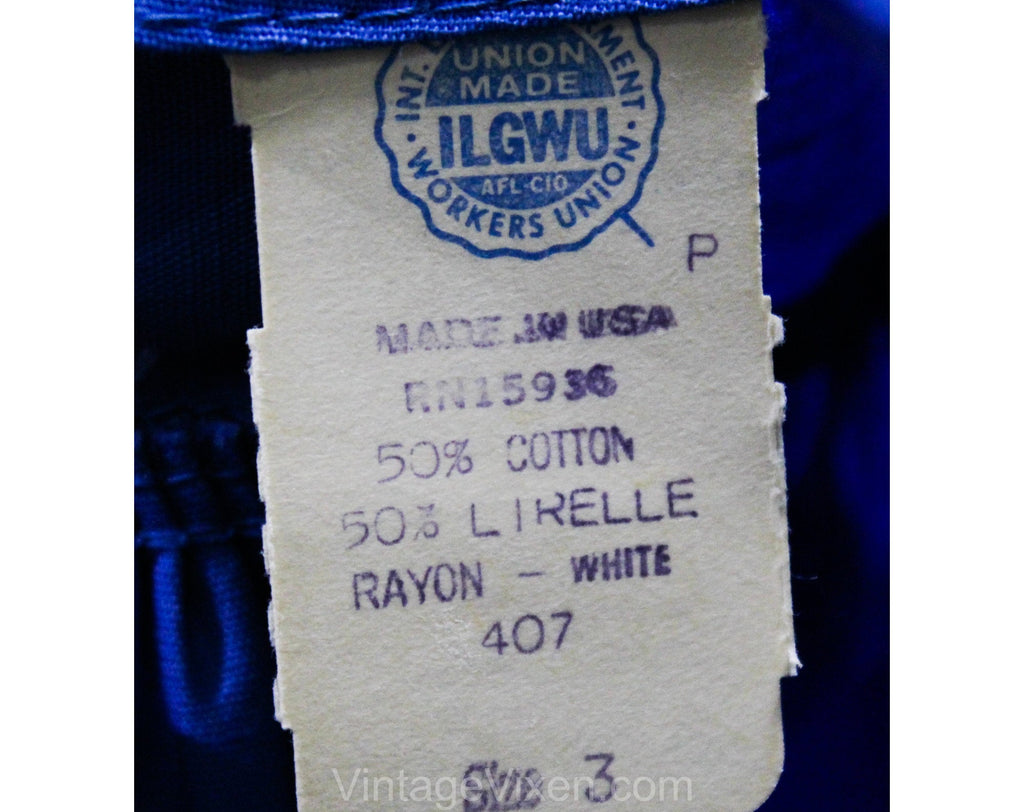 UNION
MADE
ILGWU
AFL-CIO
INT.
WORKERS UNION
P
MADE IN USA
RN15936
50% COTTON
50% LIRELLE
RAYON - WHITE
407
3
VintageVixen.com